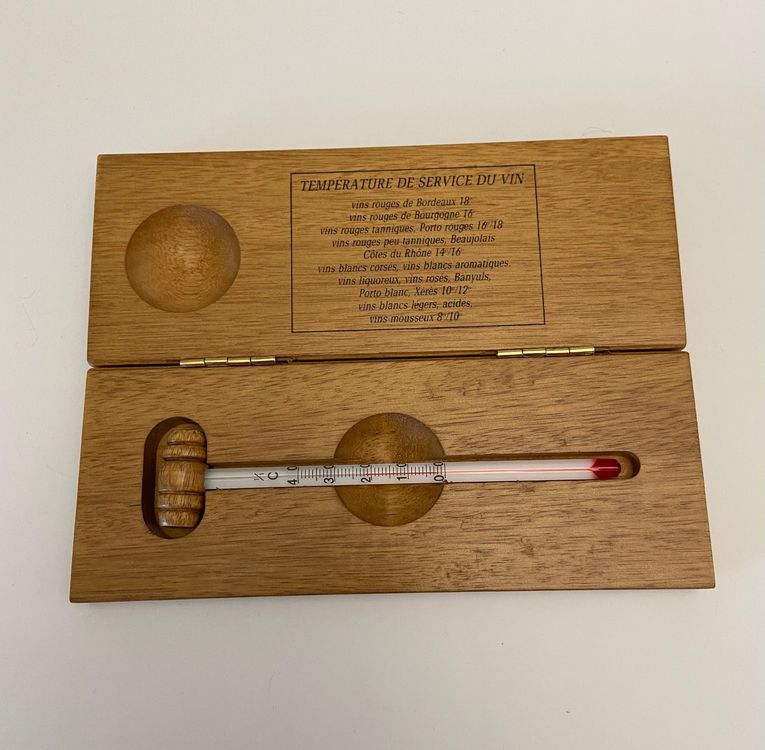 TEMPÉRATURE DE SERVICE DU VIN
vins rouges de Bordeaux 18°
vins rouges de Bourgogne 16°
vins rouges tanniques, Porto rouges 16°/18°
vins rouges peu tanniques, Beaujolais
Côtes du Rhône 14°/16°
vins blancs corsés, vins blancs aromatiques,
vins liquoreux, vins rosés, Banyuls,
Porto blanc, Xérès 10°/12°
vins blancs légers, acides,
vins mousseux 8°/10°
1/1 C 40 30 20 10 0